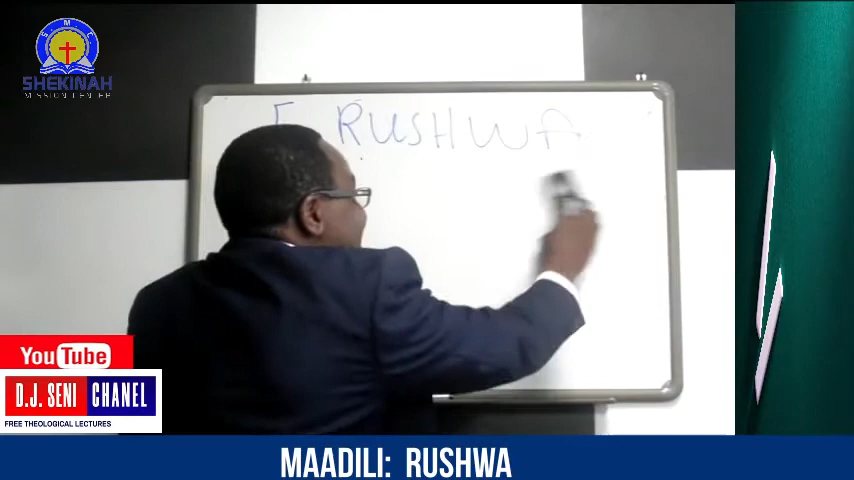 S. M. C
SHEKINAH
MISSION CENTER
RUSHWA
YouTube
D.J. SENI CHANEL
FREE THEOLOGICAL LECTURES
MAADILI: RUSHWA